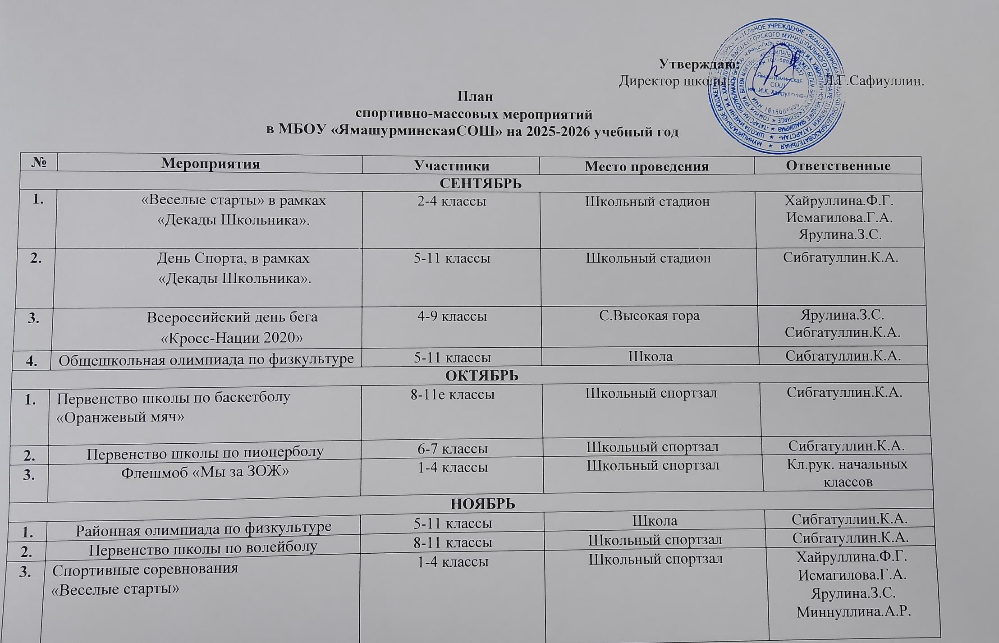 Утверждаю:
Директор школы: Л.Г.Сафиуллин.
План
спортивно-массовых мероприятий
в МБОУ «ЯмашурминскаяСОШ» на 2025-2026 учебный год
№ Мероприятия Участники Место проведения Ответственные
СЕНТЯБРЬ
1. «Веселые старты» в рамках 2-4 классы Школьный стадион Хайруллина.Ф.Г.
«Декады Школьника». Исмагилова.Г.А.
Ярулина.З.С.
2. День Спорта, в рамках 5-11 классы Школьный стадион Сибгатуллин.К.А.
«Декады Школьника».
3. Всероссийский день бега 4-9 классы С.Высокая гора Ярулина.З.С.
«Кросс-Нации 2020» Сибгатуллин.К.А.
4. Общешкольная олимпиада по физкультуре 5-11 классы Школа Сибгатуллин.К.А.
ОКТЯБРЬ
1. Первенство школы по баскетболу 8-11е классы Школьный спортзал Сибгатуллин.К.А.
«Оранжевый мяч»
2. Первенство школы по пионерболу 6-7 классы Школьный спортзал Сибгатуллин.К.А.
3. Флешмоб «Мы за ЗОЖ» 1-4 классы Школьный спортзал Кл.рук. начальных
классов
НОЯБРЬ
1. Районная олимпиада по физкультуре 5-11 классы Школа Сибгатуллин.К.А.
2. Первенство школы по волейболу 8-11 классы Школьный спортзал Сибгатуллин.К.А.
3. Спортивные соревнования 1-4 классы Школьный спортзал Хайруллина.Ф.Г.
«Веселые старты» Исмагилова.Г.А.
Ярулина.З.С.
Миннуллина.А.Р.
Ямашурминская
СОШ
им. И.К. Хайруллина